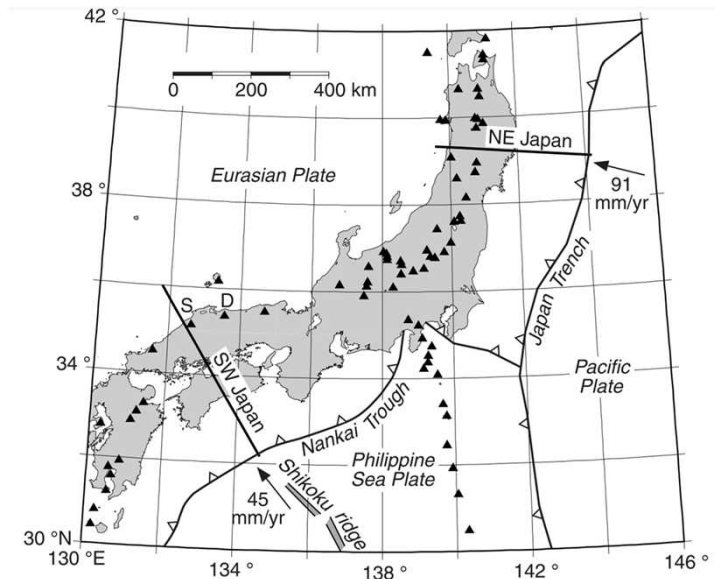 42 °
0 200 400 km
NE Japan
Eurasian Plate
38 °
91
mm/yr
Japan Trench
S D
SW Japan
34 °
Pacific
Plate
Nankai Trough
Philippine
Sea Plate
Shikoku ridge
45
mm/yr
30 °N
130 °E 134 ° 138 ° 142 ° 146 °